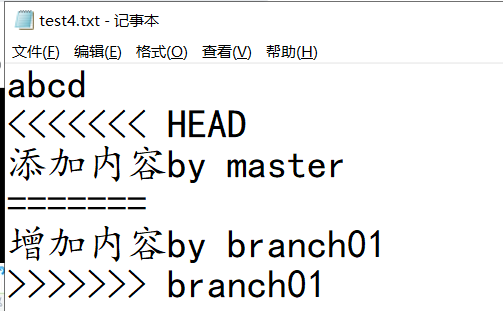 test4.txt - 记事本
文件(F) 编辑(E) 格式(O) 查看(V) 帮助(H)
abcd
<<<<<<< HEAD
添加内容by master
=======
增加内容by branch01
>>>>>>> branch01